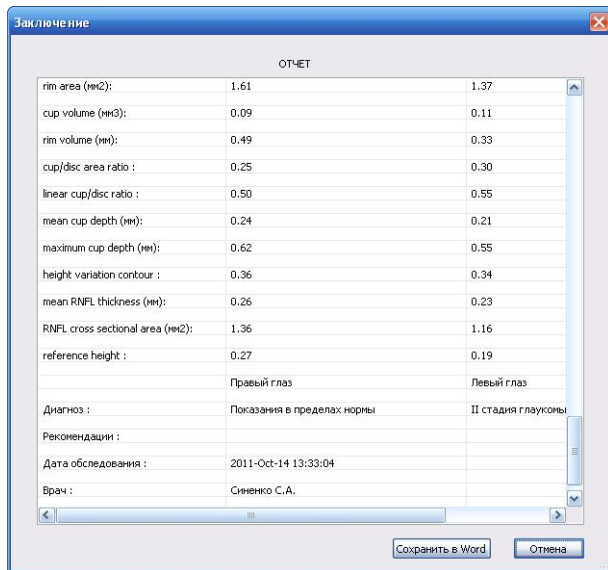 Заключение
ОТЧЕТ
rim area (мм2): 1.61 1.37
cup volume (мм3): 0.09 0.11
rim volume (мм): 0.49 0.33
cup/disc area ratio : 0.25 0.30
linear cup/disc ratio : 0.50 0.55
mean cup depth (мм): 0.24 0.21
maximum cup depth (мм): 0.62 0.55
height variation contour : 0.36 0.34
mean RNFL thickness (мм): 0.26 0.23
RNFL cross sectional area (мм2): 1.36 1.16
reference height : 0.27 0.19
Правый глаз Левый глаз
Диагноз : Показания в пределах нормы II стадия глаукомы
Рекомендации :
Дата обследования : 2011-Oct-14 13:33:04
Врач : Синенко С.А.
Сохранить в Word Отмена